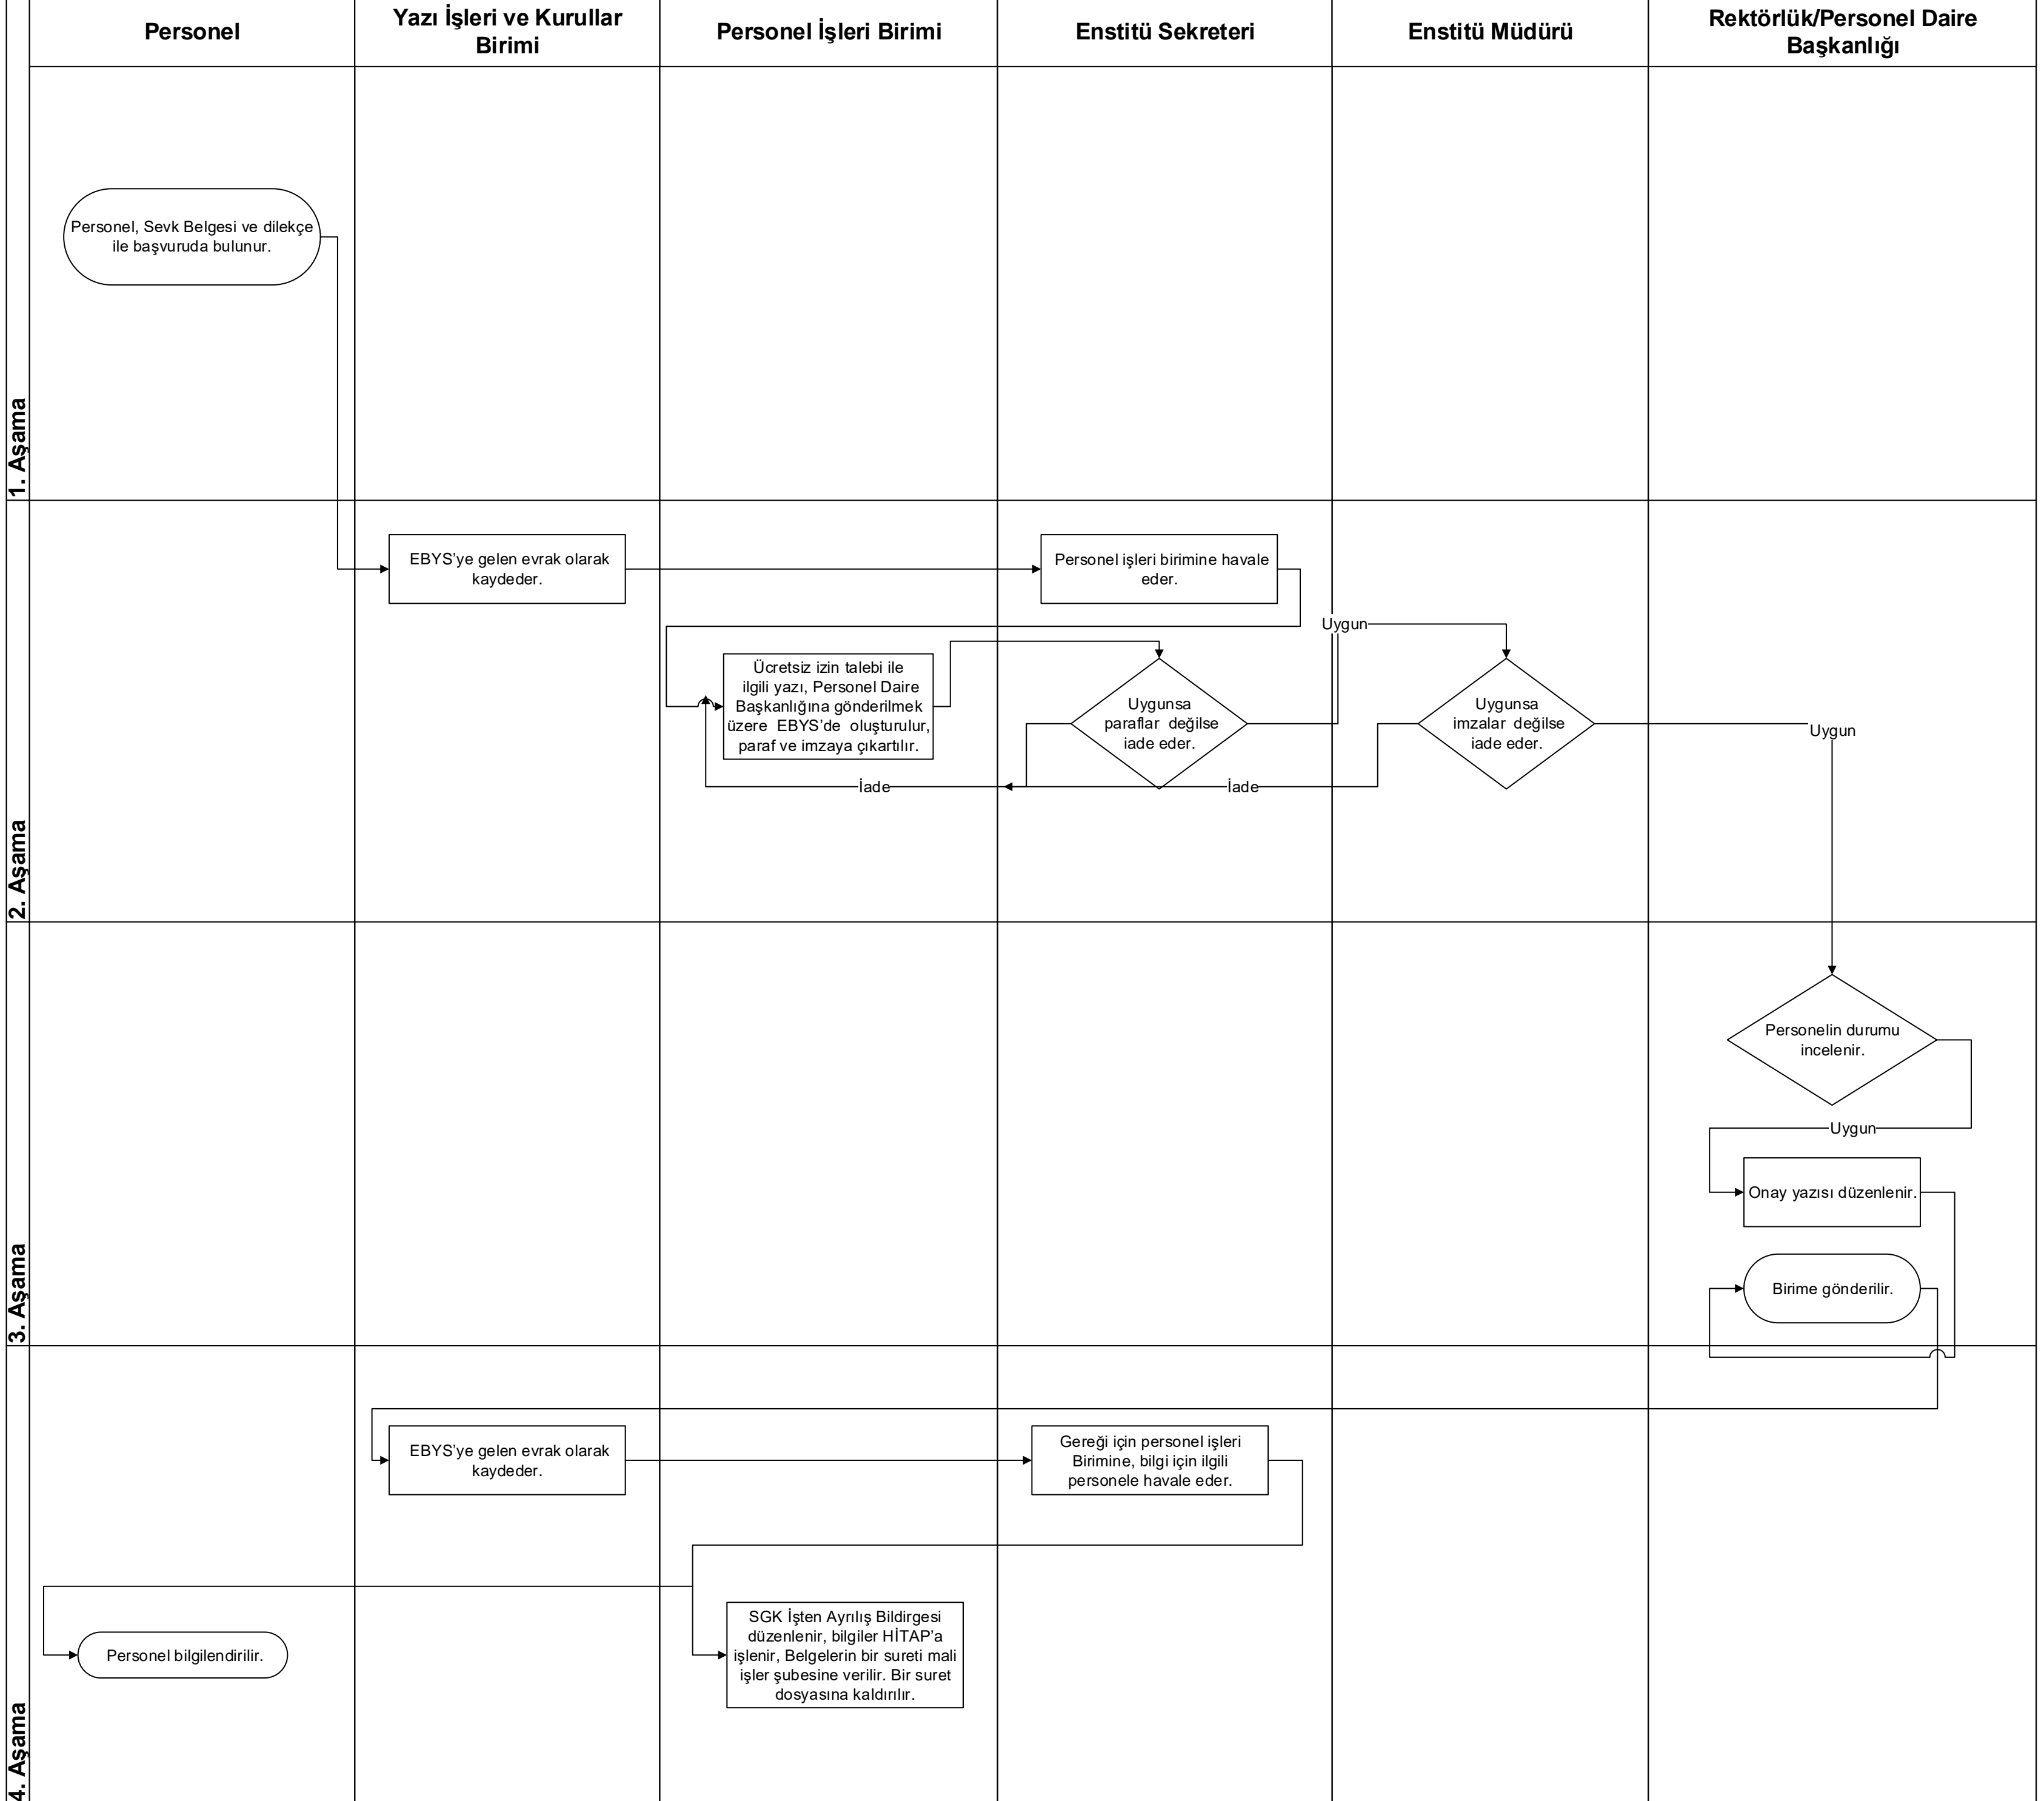 Personel
Yazı İşleri ve Kurullar
Birimi
Personel İşleri Birimi
Enstitü Sekreteri
Enstitü Müdürü
Rektörlük/Personel Daire
Başkanlığı
1. Aşama
Personel, Sevk Belgesi ve dilekçe
ile başvuruda bulunur.
2. Aşama
EBYS’ye gelen evrak olarak
kaydeder.
Personel işleri birimine havale
eder.
Uygun
Ücretsiz izin talebi ile
ilgili yazı, Personel Daire
Başkanlığına gönderilmek
üzere EBYS’de oluşturulur,
paraf ve imzaya çıkartılır.
Uygunsa
paraflar değilse
iade eder.
Uygunsa
imzalar değilse
iade eder.
Uygun
İade
İade
3. Aşama
Personelin durumu
incelenir.
Uygun
Onay yazısı düzenlenir.
Birime gönderilir.
4. Aşama
EBYS’ye gelen evrak olarak
kaydeder.
Gereği için personel işleri
Birimine, bilgi için ilgili
personele havale eder.
Personel bilgilendirilir.
SGK İşten Ayrılış Bildirgesi
düzenlenir, bilgiler HİTAP’a
işlenir, Belgelerin bir sureti mali
işler şubesine verilir. Bir suret
dosyasına kaldırılır.